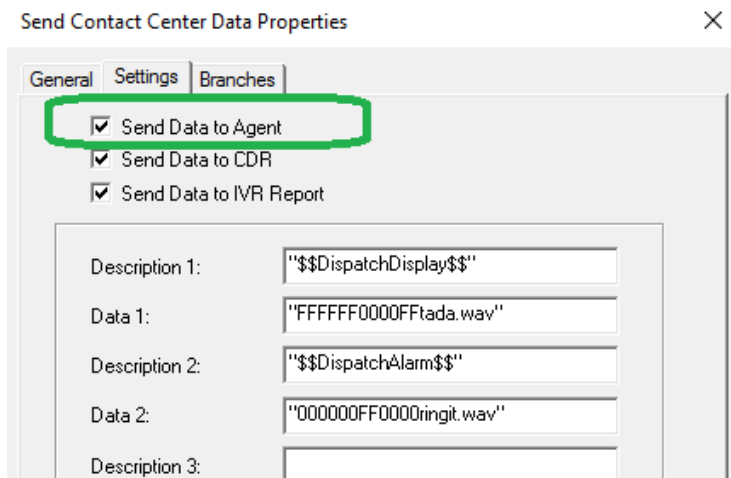 Send Contact Center Data Properties
General Settings Branches
Send Data to Agent
Send Data to CDR
Send Data to IVR Report
Description 1: "$$DispatchDisplay$$"
Data 1: "FFFFFF0000FFtada.wav"
Description 2: "$$DispatchAlarm$$"
Data 2: "000000FF0000ringit.wav"
Description 3: